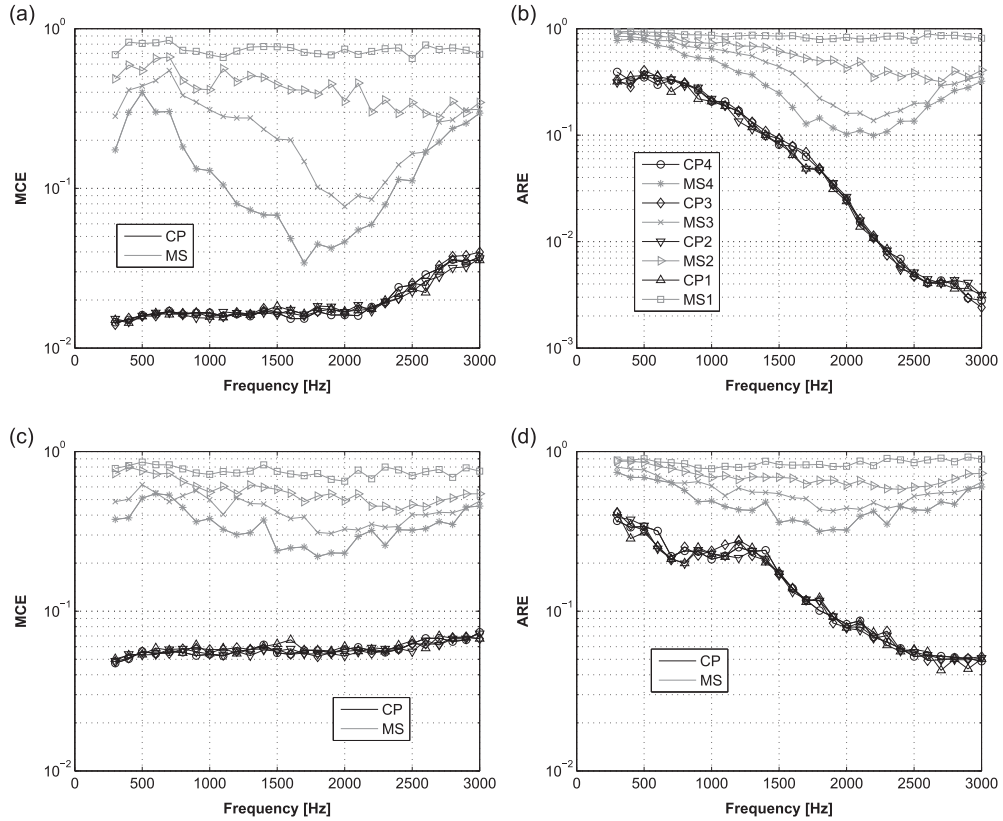 (a)
10^0
10^-1
10^-2
MCE
CP
MS
0 500 1000 1500 2000 2500 3000
Frequency [Hz]
(b)
10^0
10^-1
10^-2
10^-3
ARE
CP4
MS4
CP3
MS3
CP2
MS2
CP1
MS1
0 500 1000 1500 2000 2500 3000
Frequency [Hz]
(c)
10^0
10^-1
10^-2
MCE
CP
MS
0 500 1000 1500 2000 2500 3000
Frequency [Hz]
(d)
10^0
10^-1
10^-2
ARE
CP
MS
0 500 1000 1500 2000 2500 3000
Frequency [Hz]